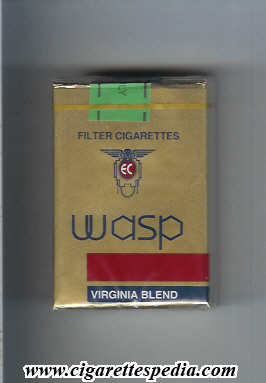 FILTER CIGARETTES
EC
wasp
VIRGINIA BLEND
www.cigarettespedia.com